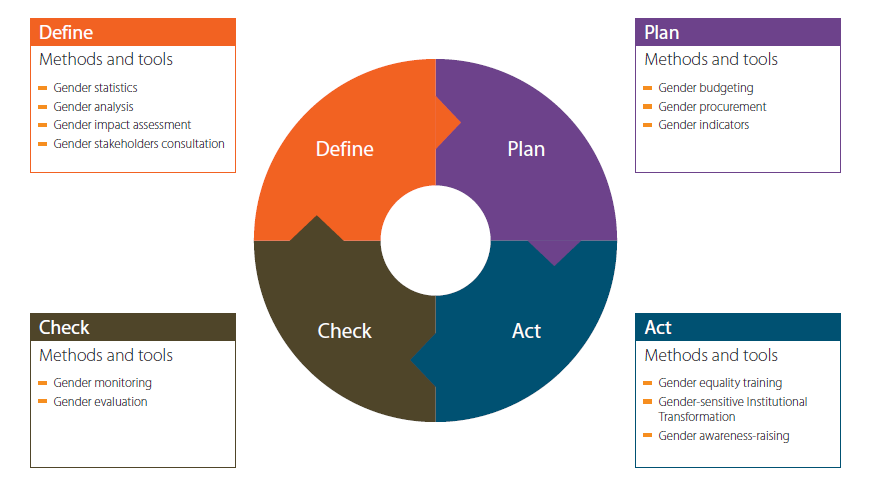 Define
Methods and tools
Gender statistics
Gender analysis
Gender impact assessment
Gender stakeholders consultation
Plan
Methods and tools
Gender budgeting
Gender procurement
Gender indicators
Define
Plan
Check
Act
Check
Methods and tools
Gender monitoring
Gender evaluation
Act
Methods and tools
Gender equality training
Gender-sensitive Institutional
Transformation
Gender awareness-raising